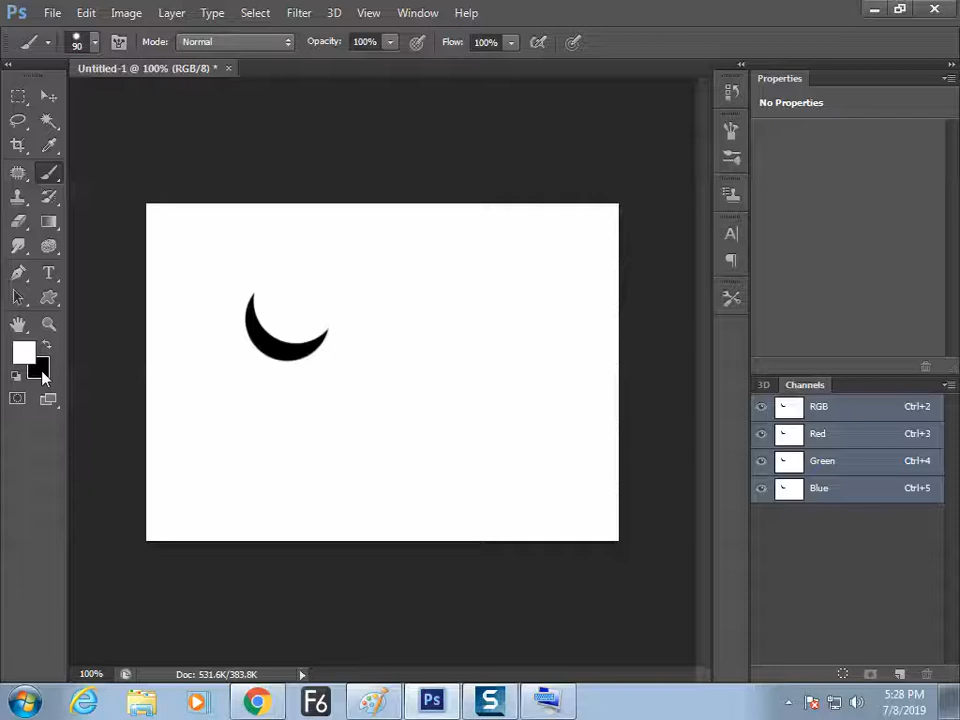 Ps File Edit Image Layer Type Select Filter 3D View Window Help
90 Mode: Normal Opacity: 100% Flow: 100%
Untitled-1 @ 100% (RGB/8) * ×
Properties
No Properties
3D Channels
RGB Ctrl+2
Red Ctrl+3
Green Ctrl+4
Blue Ctrl+5
100% Doc: 531.6K/383.8K
F6 Ps S 5:28 PM
7/8/2019